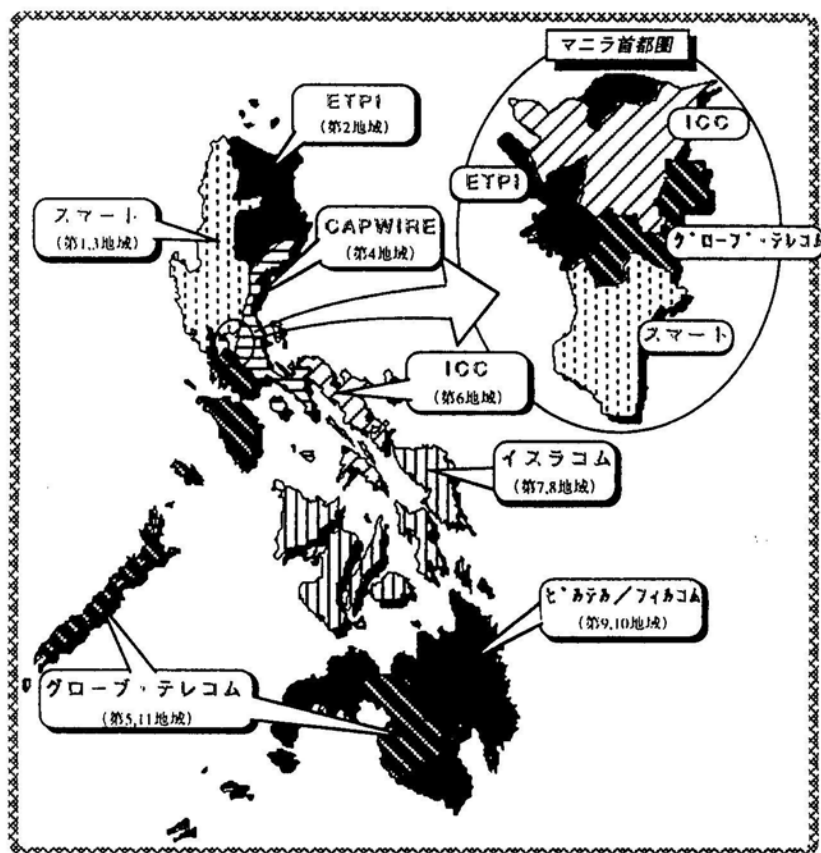 マニラ首都圏
ETPI
(第2地域)
ICC
ETPI
スマート
(第1,3地域)
CAPWIRE
(第4地域)
グローブ・テレコム
スマート
ICC
(第6地域)
イスラコム
(第7,8地域)
ピルテル/フィルコム
(第9,10地域)
グローブ・テレコム
(第5,11地域)